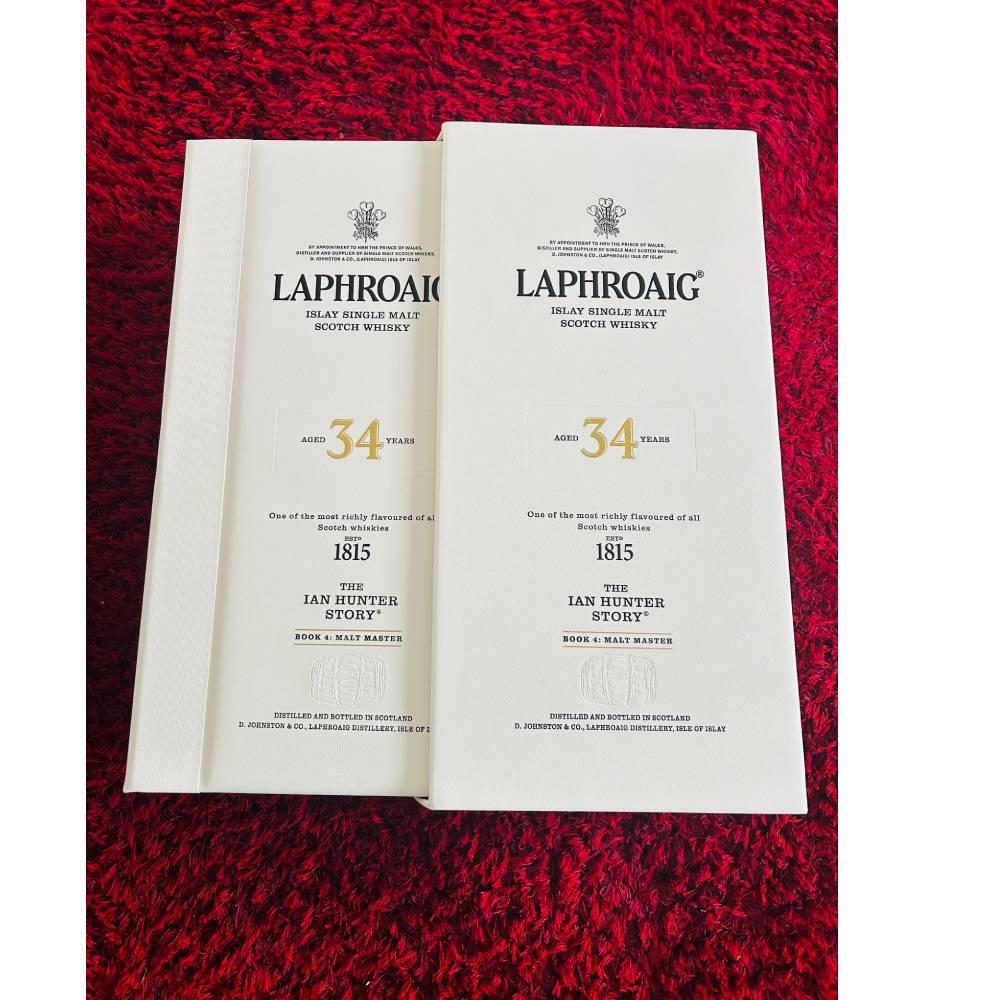 BY APPOINTMENT TO HRH THE PRINCE OF WALES,
DISTILLER AND SUPPLIER OF SINGLE MALT SCOTCH WHISKY,
D. JOHNSTON & CO., (LAPHROAIG) ISLE OF ISLAY
LAPHROAIG
ISLAY SINGLE MALT
SCOTCH WHISKY
AGED 34 YEARS
One of the most richly flavoured of al
Scotch whiskies
ESTD
1815
THE
IAN HUNTER
STORY®
BOOK 4: MALT MASTER
DISTILLED AND BOTTLED IN SCOTLAND
D. JOHNSTON & CO., LAPHROAIG DISTILLERY, ISLE OF I
BY APPOINTMENT TO HRH THE PRINCE OF WALES,
DISTILLER AND SUPPLIER OF SINGLE MALT SCOTCH WHISKY,
D. JOHNSTON & CO., (LAPHROAIG) ISLE OF ISLAY
LAPHROAIG®
ISLAY SINGLE MALT
SCOTCH WHISKY
AGED 34 YEARS
One of the most richly flavoured of all
Scotch whiskies
ESTD
1815
THE
IAN HUNTER
STORY®
BOOK 4: MALT MASTER
DISTILLED AND BOTTLED IN SCOTLAND
D. JOHNSTON & CO., LAPHROAIG DISTILLERY, ISLE OF ISLAY